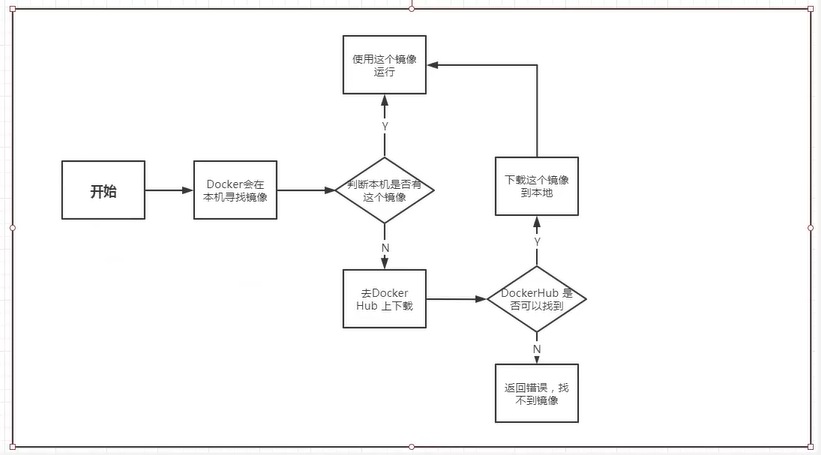 使用这个镜像
运行
Y
开始
Docker会在
本机寻找镜像
判断本机是否有
这个镜像
下载这个镜像
到本地
N
Y
去Docker
Hub 上下载
DockerHub 是
否可以找到
N
返回错误，找
不到镜像